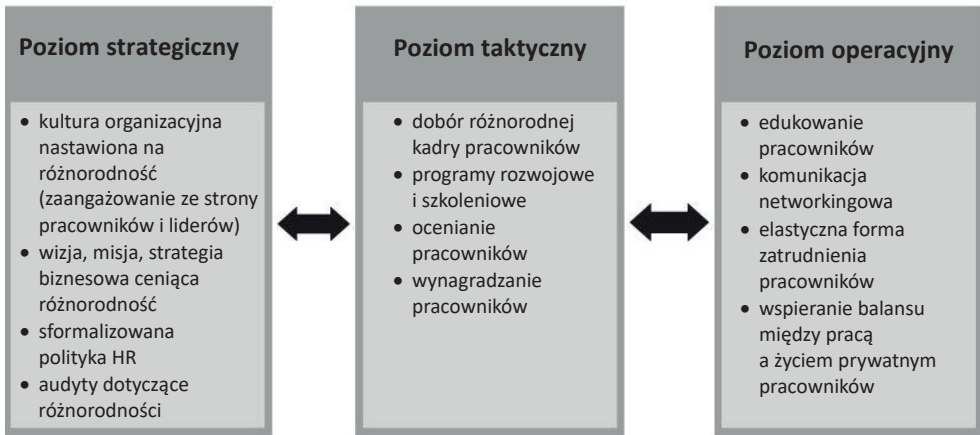 Poziom strategiczny
• kultura organizacyjna
nastawiona na
różnorodność
(zaangażowanie ze strony
pracowników i liderów)
• wizja, misja, strategia
biznesowa ceniąca
różnorodność
• sformalizowana
polityka HR
• audyty dotyczące
różnorodności
Poziom taktyczny
• dobór różnorodnej
kadry pracowników
• programy rozwojowe
i szkoleniowe
• ocenianie
pracowników
• wynagradzanie
pracowników
Poziom operacyjny
• edukowanie
pracowników
• komunikacja
networkingowa
• elastyczna forma
zatrudnienia
pracowników
• wspieranie balansu
między pracą
a życiem prywatnym
pracowników